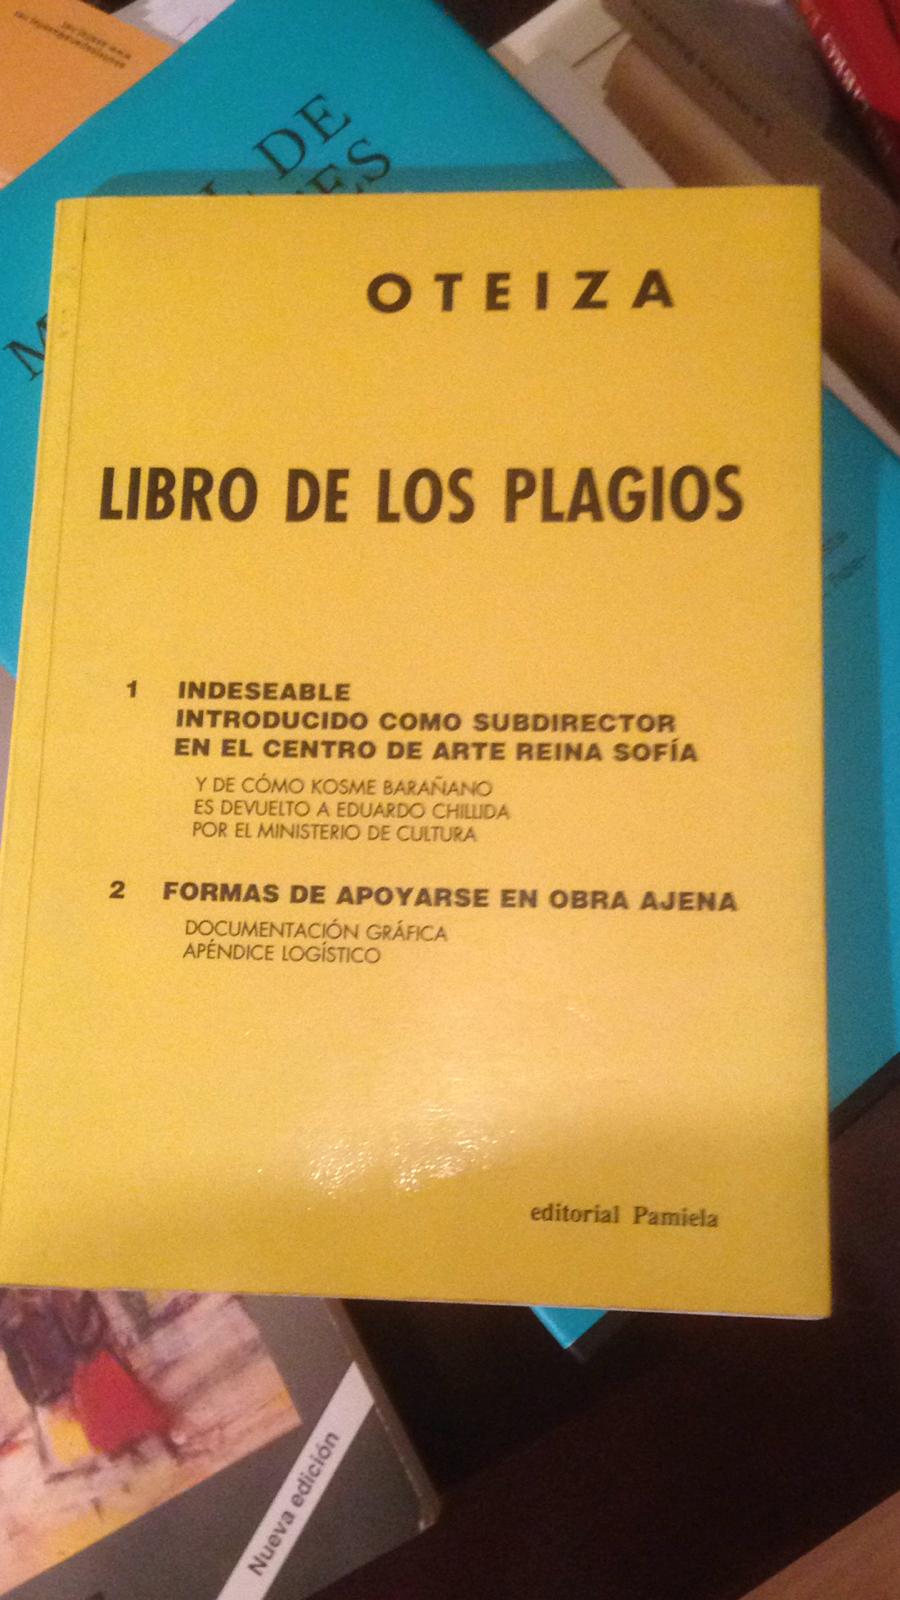 DE
OTEIZA
LIBRO DE LOS PLAGIOS
1 INDESEABLE
INTRODUCIDO COMO SUBDIRECTOR
EN EL CENTRO DE ARTE REINA SOFÍA
Y DE CÓMO KOSME BARAÑANO
ES DEVUELTO A EDUARDO CHILLIDA
POR EL MINISTERIO DE CULTURA
2 FORMAS DE APOYARSE EN OBRA AJENA
DOCUMENTACIÓN GRÁFICA
APÉNDICE LOGÍSTICO
editorial Pamiela
Nueva edición